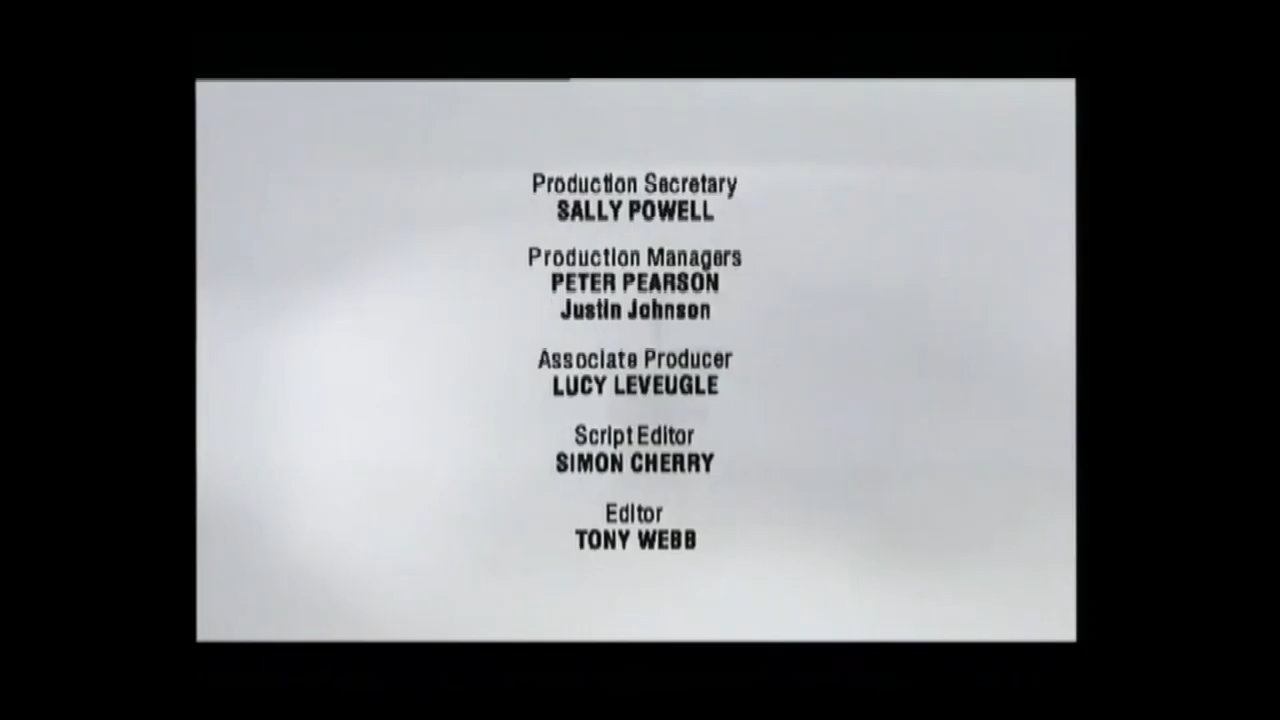 Production Secretary
SALLY POWELL
Production Managers
PETER PEARSON
Justin Johnson
Associate Producer
LUCY LEVEUGLE
Script Editor
SIMON CHERRY
Editor
TONY WEBB